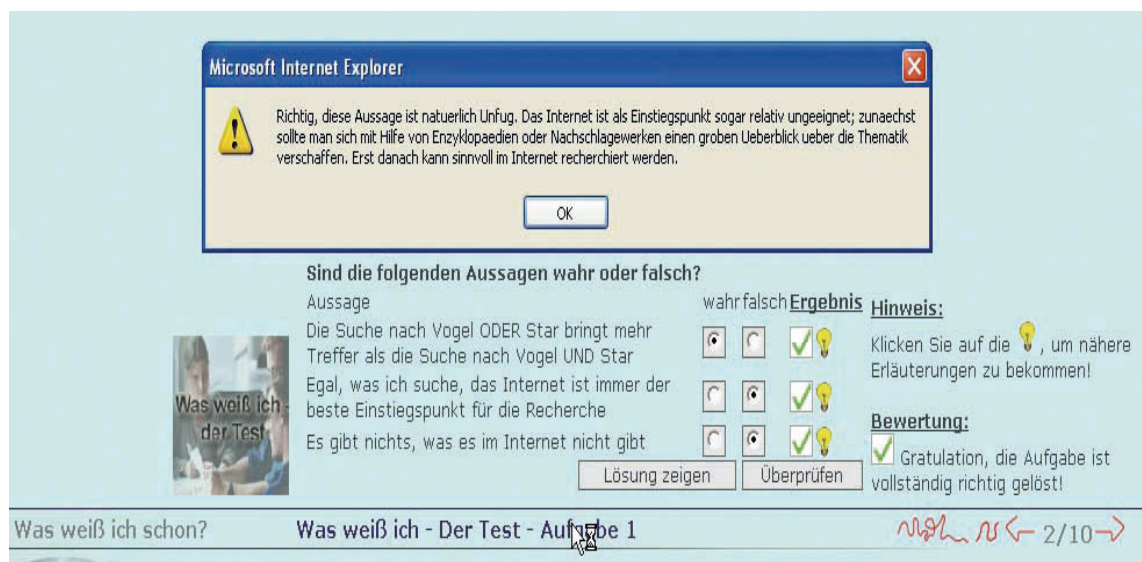 Microsoft Internet Explorer
Richtig, diese Aussage ist natuerlich Unfug. Das Internet ist als Einstiegspunkt sogar relativ ungeeignet; zunaechst
sollte man sich mit Hilfe von Enzyklopaedien oder Nachschlagewerken einen groben Ueberblick ueber die Thematik
verschaffen. Erst danach kann sinnvoll im Internet recherchiert werden.
OK
Sind die folgenden Aussagen wahr oder falsch?
Aussage wahr falsch Ergebnis
Die Suche nach Vogel ODER Star bringt mehr
Treffer als die Suche nach Vogel UND Star
Egal, was ich suche, das Internet ist immer der
beste Einstiegspunkt für die Recherche
Es gibt nichts, was es im Internet nicht gibt
Lösung zeigen Überprüfen
Hinweis:
Klicken Sie auf die , um nähere
Erläuterungen zu bekommen!
Bewertung:
Gratulation, die Aufgabe ist
vollständig richtig gelöst!
Was weiß ich -
der Test
Was weiß ich schon? Was weiß ich - Der Test - Aufgabe 1 2/10